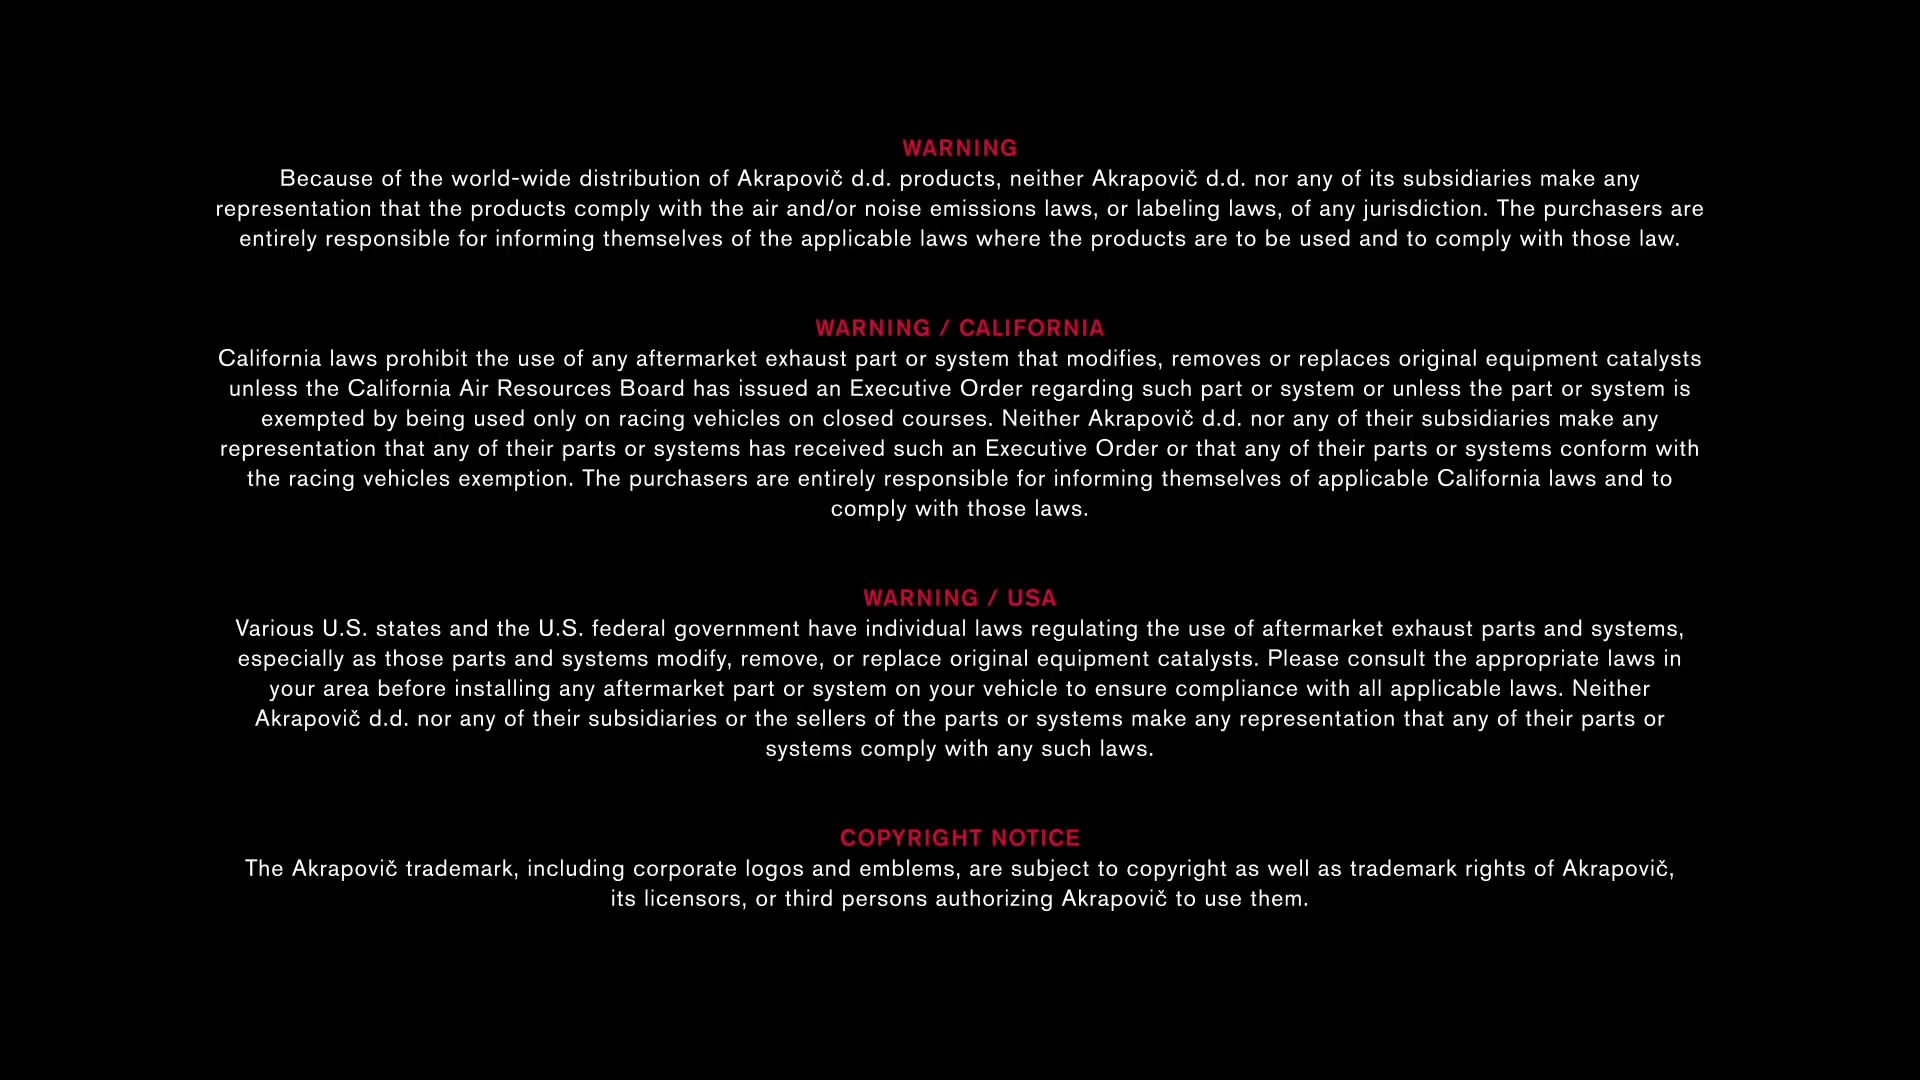 WARNING
Because of the world-wide distribution of Akrapovič d.d. products, neither Akrapovič d.d. nor any of its subsidiaries make any
representation that the products comply with the air and/or noise emissions laws, or labeling laws, of any jurisdiction. The purchasers are
entirely responsible for informing themselves of the applicable laws where the products are to be used and to comply with those law.
WARNING / CALIFORNIA
California laws prohibit the use of any aftermarket exhaust part or system that modifies, removes or replaces original equipment catalysts
unless the California Air Resources Board has issued an Executive Order regarding such part or system or unless the part or system is
exempted by being used only on racing vehicles on closed courses. Neither Akrapovič d.d. nor any of their subsidiaries make any
representation that any of their parts or systems has received such an Executive Order or that any of their parts or systems conform with
the racing vehicles exemption. The purchasers are entirely responsible for informing themselves of applicable California laws and to
comply with those laws.
WARNING / USA
Various U.S. states and the U.S. federal government have individual laws regulating the use of aftermarket exhaust parts and systems,
especially as those parts and systems modify, remove, or replace original equipment catalysts. Please consult the appropriate laws in
your area before installing any aftermarket part or system on your vehicle to ensure compliance with all applicable laws. Neither
Akrapovič d.d. nor any of their subsidiaries or the sellers of the parts or systems make any representation that any of their parts or
systems comply with any such laws.
COPYRIGHT NOTICE
The Akrapovič trademark, including corporate logos and emblems, are subject to copyright as well as trademark rights of Akrapovič,
its licensors, or third persons authorizing Akrapovič to use them.